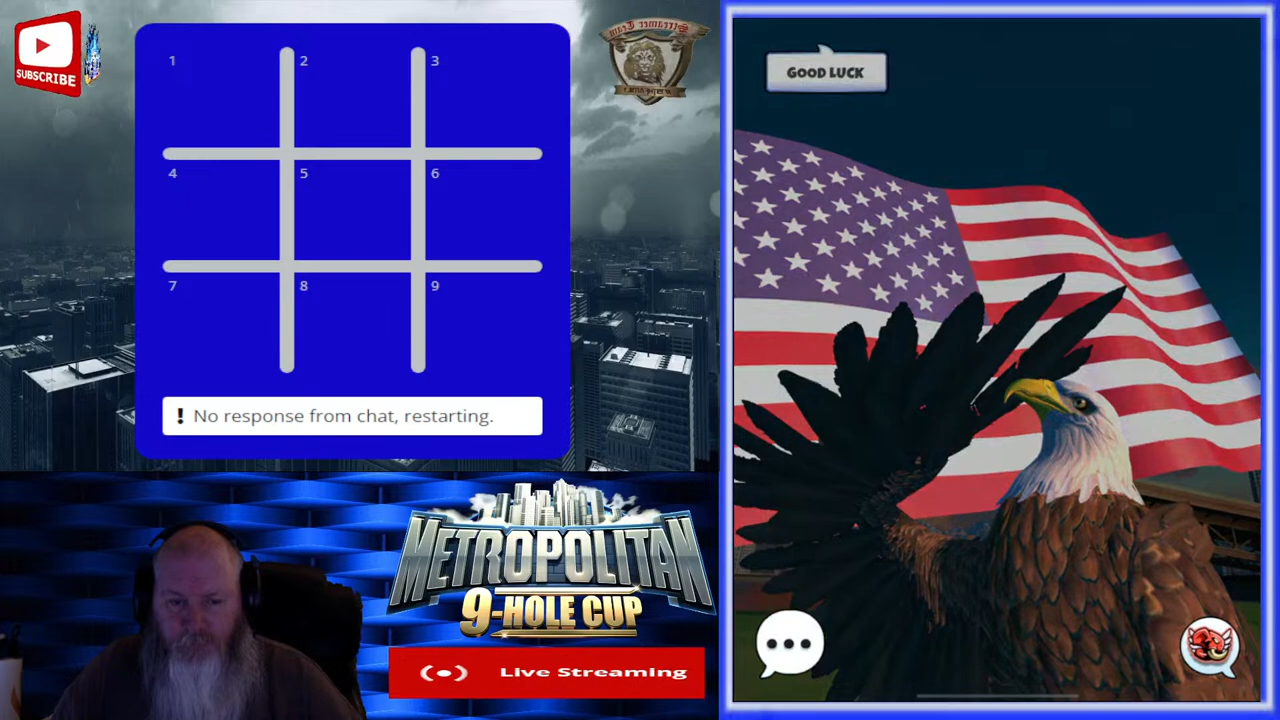 SUBSCRIBE
1 2 3
4 5 6
7 8 9
! No response from chat, restarting.
METROPOLITAN
9-HOLE CUP
Live Streaming
GOOD LUCK